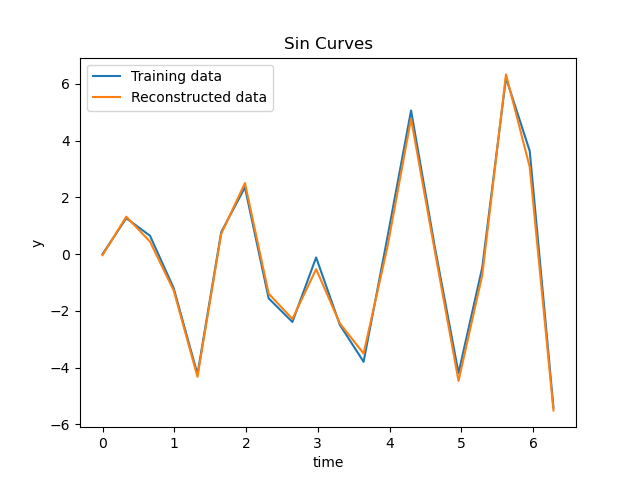 Sin Curves
Training data
Reconstructed data
6
4
2
0
−2
−4
−6
y
0 1 2 3 4 5 6
time